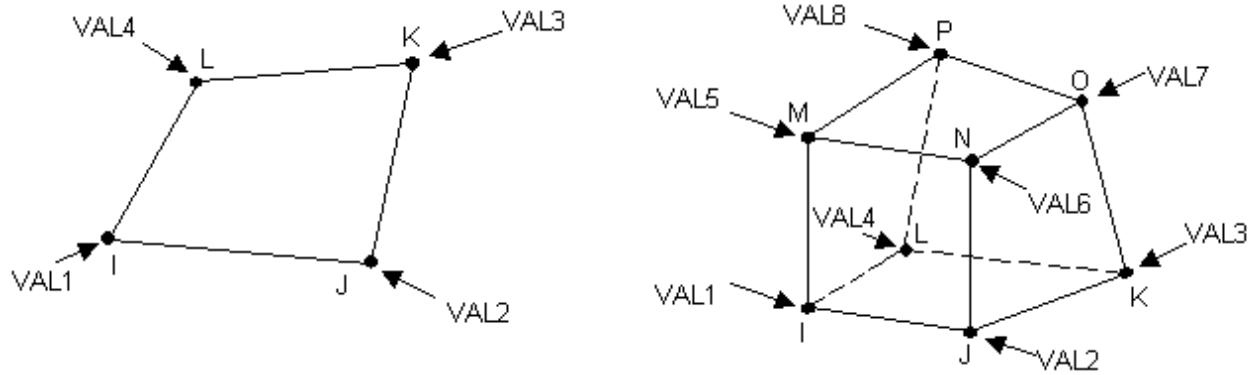 VAL4
L
K
VAL3
VAL1
I
J
VAL2
VAL8
P
O
VAL7
VAL5
M
N
VAL6
VAL4
L
VAL3
K
VAL1
I
J
VAL2